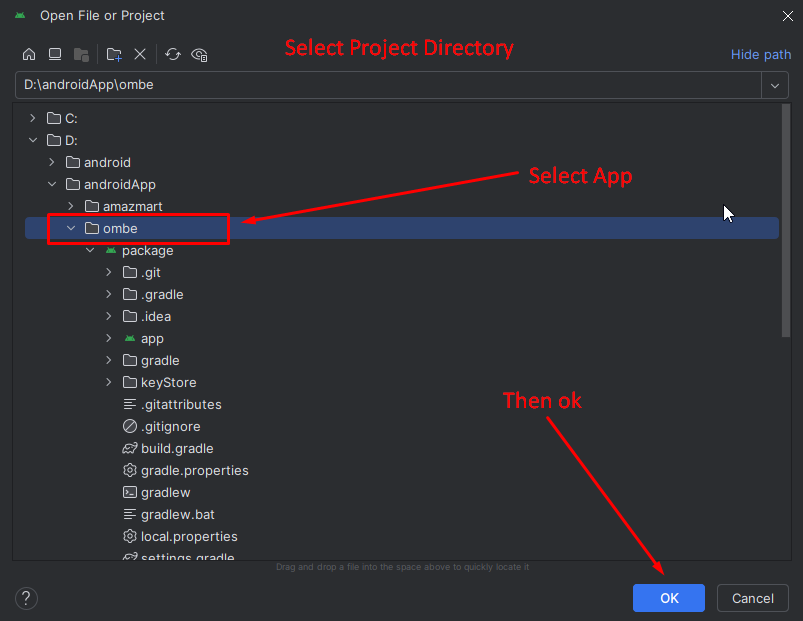 Open File or Project
Select Project Directory
Hide path
D:\androidApp\ombe
C:
D:
android
androidApp
Select App
amazmart
ombe
package
.git
.gradle
.idea
app
gradle
keyStore
Then ok
.gitattributes
.gitignore
build.gradle
gradle.properties
gradlew
gradlew.bat
local.properties
settings.gradle
Drag and drop a file into the space above to quickly locate it
?
OK
Cancel